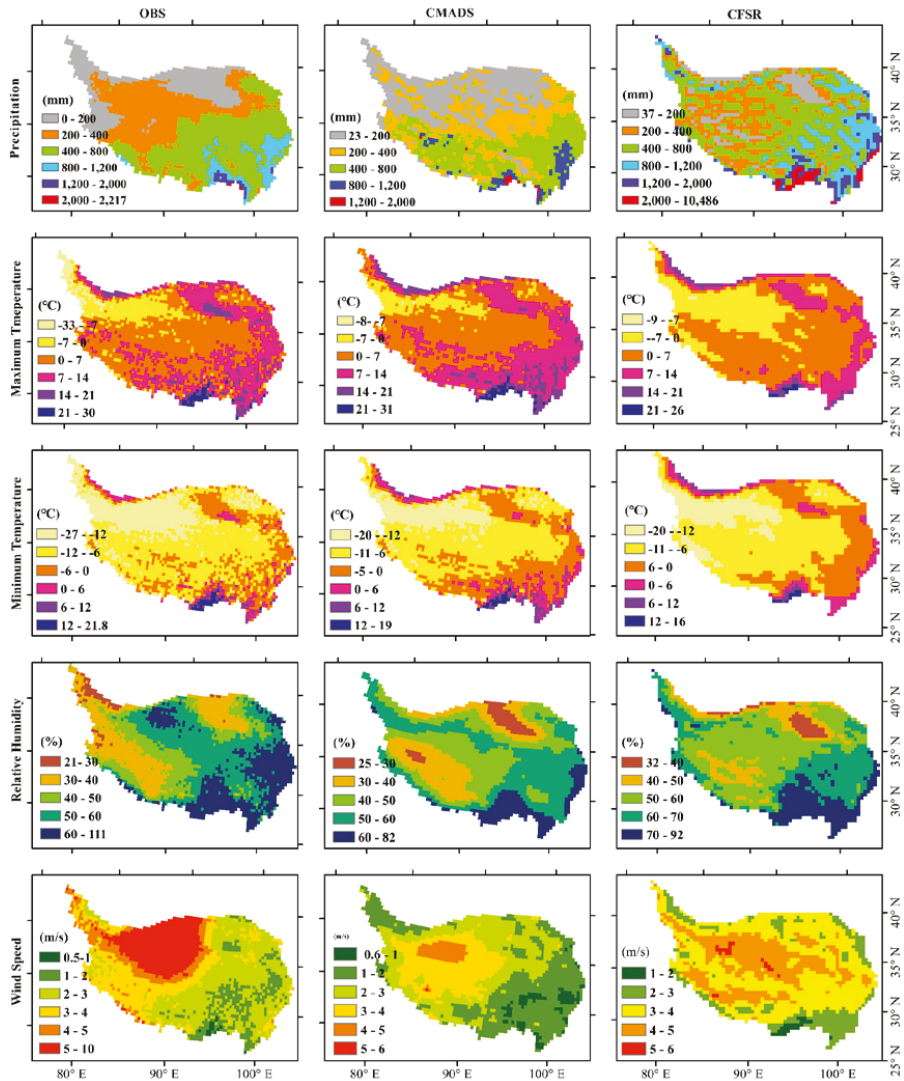 OBS CMADS CFSR
Precipitation
(mm)
0 - 200
200 - 400
400 - 800
800 - 1,200
1,200 - 2,000
2,000 - 2,217
(mm)
23 - 200
200 - 400
400 - 800
800 - 1,200
1,200 - 2,000
(mm)
37 - 200
200 - 400
400 - 800
800 - 1,200
1,200 - 2,000
2,000 - 10,486
40° N
35° N
30° N
Maximum Tmeperature
(°C)
-33 - -7
-7 - 0
0 - 7
7 - 14
14 - 21
21 - 30
(°C)
-8 - -7
-7 - 0
0 - 7
7 - 14
14 - 21
21 - 31
(°C)
-9 - -7
--7 - 0
0 - 7
7 - 14
14 - 21
21 - 26
40° N
35° N
30° N
25° N
Minimum Temperature
(°C)
-27 - -12
-12 - -6
-6 - 0
0 - 6
6 - 12
12 - 21.8
(°C)
-20 - -12
-11 - -6
-5 - 0
0 - 6
6 - 12
12 - 19
(°C)
-20 - -12
-11 - -6
6 - 0
0 - 6
6 - 12
12 - 16
40° N
35° N
30° N
25° N
Relative Humidity
(%)
21 - 30
30 - 40
40 - 50
50 - 60
60 - 111
(%)
25 - 30
30 - 40
40 - 50
50 - 60
60 - 82
(%)
32 - 40
40 - 50
50 - 60
60 - 70
70 - 92
40° N
35° N
30° N
Wind Speed
(m/s)
0.5-1
1 - 2
2 - 3
3 - 4
4 - 5
5 - 10
(m/s)
0.6 - 1
1 - 2
2 - 3
3 - 4
4 - 5
5 - 6
(m/s)
1 - 2
2 - 3
3 - 4
4 - 5
5 - 6
40° N
35° N
30° N
25° N
80° E 90° E 100° E 80° E 90° E 100° E 80° E 90° E 100° E